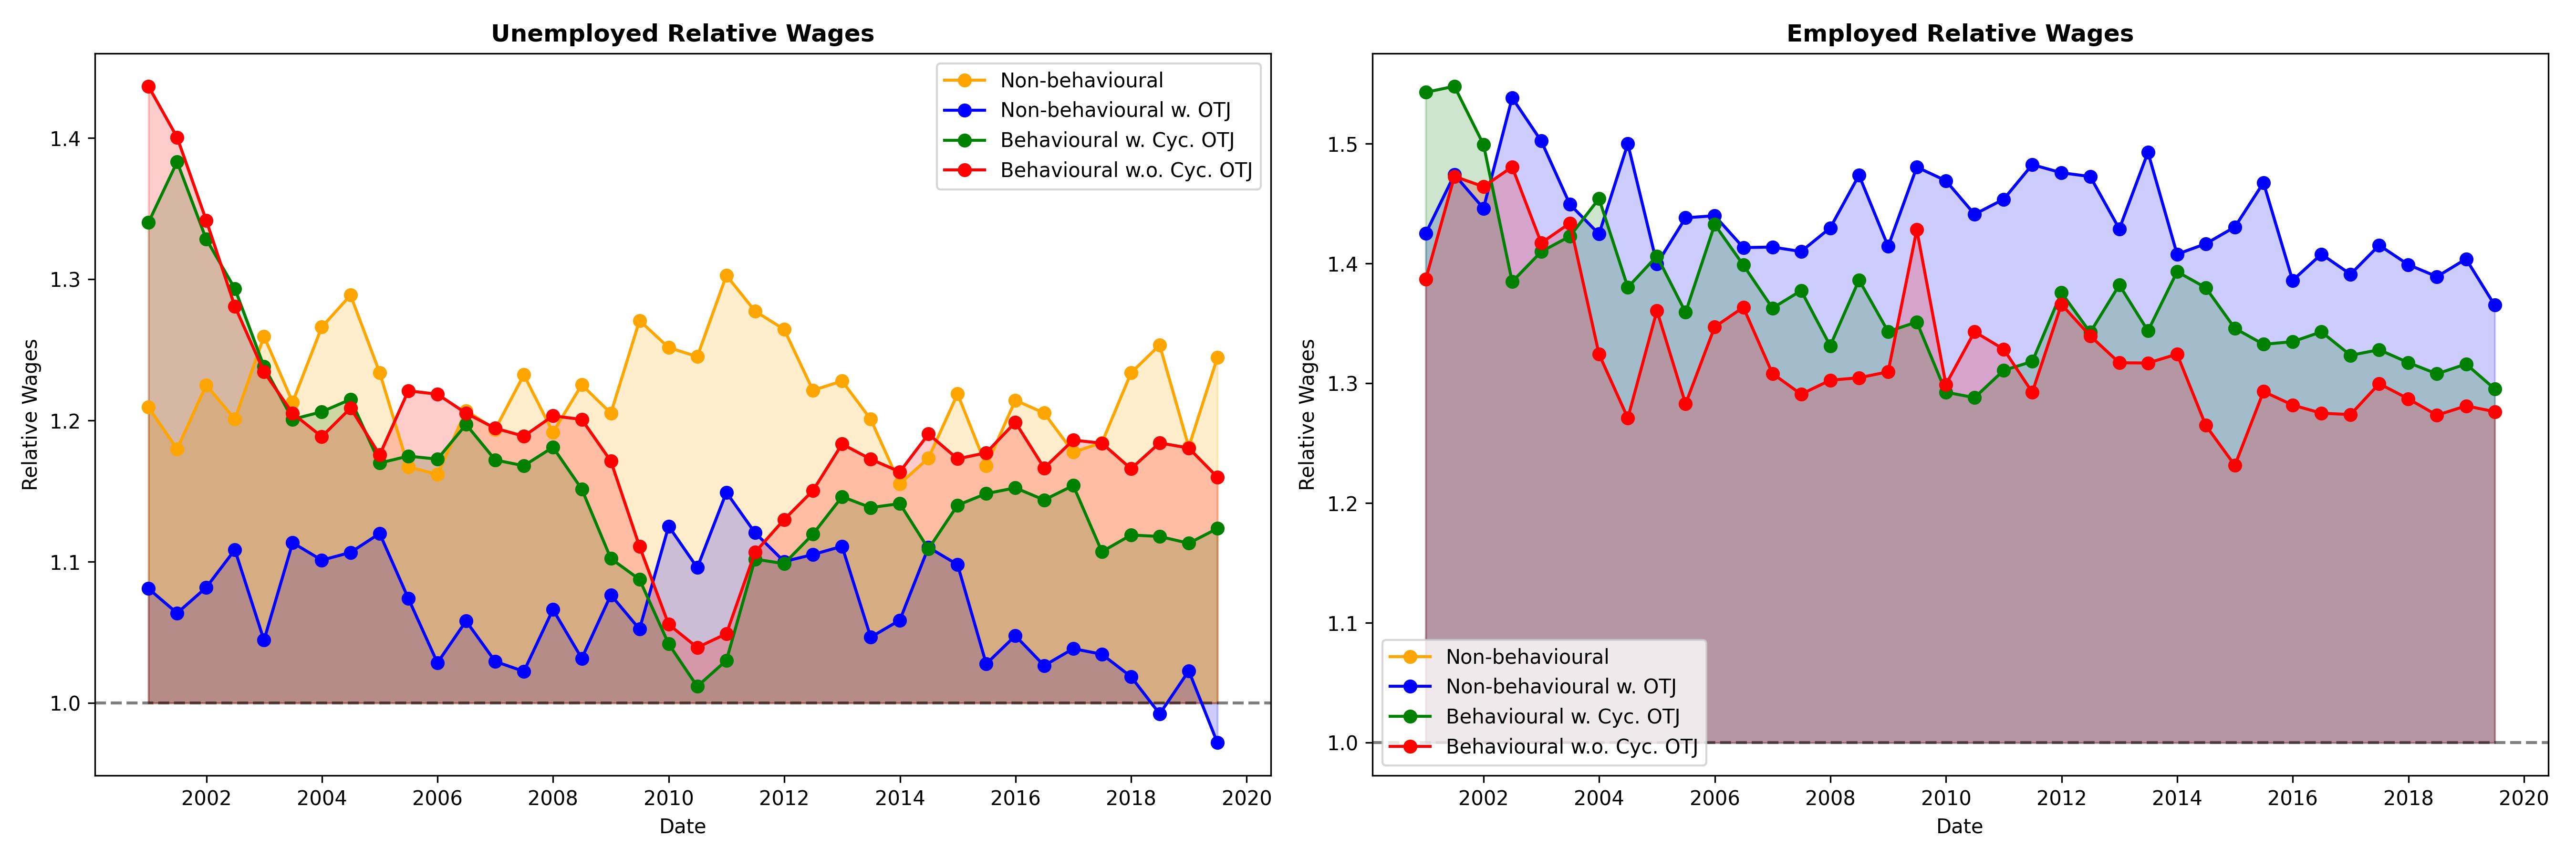 Unemployed Relative Wages
Relative Wages
1.4
1.3
1.2
1.1
1.0
Non-behavioural
Non-behavioural w. OTJ
Behavioural w. Cyc. OTJ
Behavioural w.o. Cyc. OTJ
2002 2004 2006 2008 2010 2012 2014 2016 2018 2020
Date
Employed Relative Wages
Relative Wages
1.5
1.4
1.3
1.2
1.1
1.0
Non-behavioural
Non-behavioural w. OTJ
Behavioural w. Cyc. OTJ
Behavioural w.o. Cyc. OTJ
2002 2004 2006 2008 2010 2012 2014 2016 2018 2020
Date